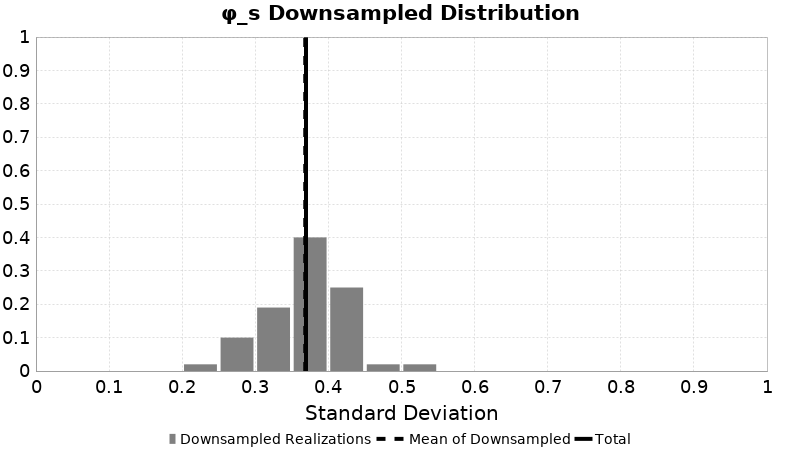 φ_s Downsampled Distribution
1
0.9
0.8
0.7
0.6
0.5
0.4
0.3
0.2
0.1
0
0 0.1 0.2 0.3 0.4 0.5 0.6 0.7 0.8 0.9 1
Standard Deviation
Downsampled Realizations Mean of Downsampled Total